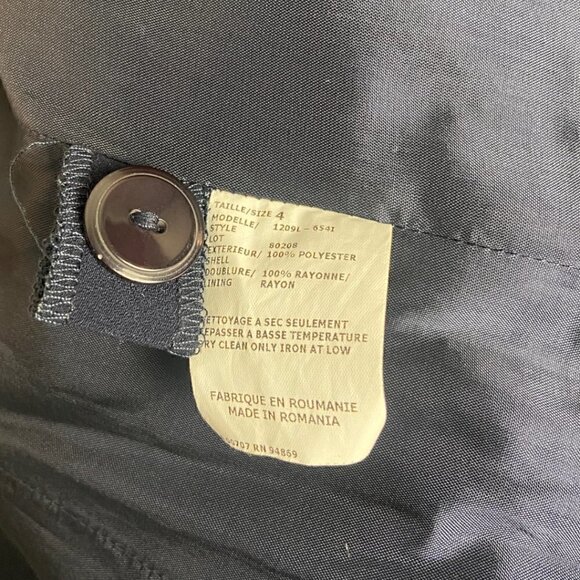 TAILLE/SIZE 4
MODELLE/ 1209L - 6541
STYLE
LOT 80208
EXTERIEUR/ 100% POLYESTER
SHELL
DOUBLURE/ 100% RAYONNE/
LINING RAYON
NETTOYAGE A SEC SEULEMENT
REPASSER A BASSE TEMPERATURE
DRY CLEAN ONLY IRON AT LOW
FABRIQUE EN ROUMANIE
MADE IN ROMANIA
RN 94869